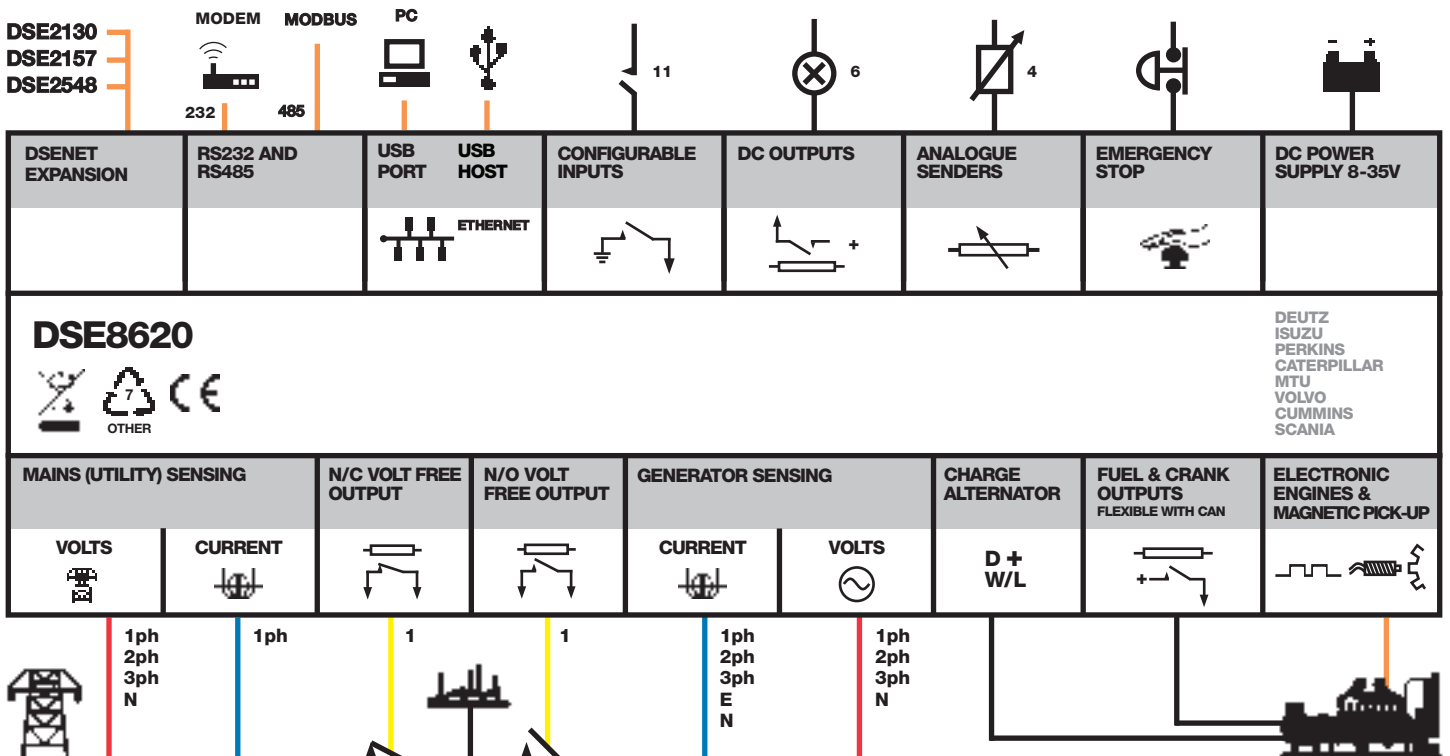 DSE2130
DSE2157
DSE2548
MODEM
232
MODBUS
485
PC
11
6
4
- +
DSENET
EXPANSION
RS232 AND
RS485
USB
PORT
USB
HOST
ETHERNET
CONFIGURABLE
INPUTS
DC OUTPUTS
+
ANALOGUE
SENDERS
EMERGENCY
STOP
DC POWER
SUPPLY 8-35V
DSE8620
7
OTHER
CE
DEUTZ
ISUZU
PERKINS
CATERPILLAR
MTU
VOLVO
CUMMINS
SCANIA
MAINS (UTILITY) SENSING
VOLTS
CURRENT
N/C VOLT FREE
OUTPUT
N/O VOLT
FREE OUTPUT
GENERATOR SENSING
CURRENT
VOLTS
CHARGE
ALTERNATOR
D +
W/L
FUEL & CRANK
OUTPUTS
FLEXIBLE WITH CAN
+
ELECTRONIC
ENGINES &
MAGNETIC PICK-UP
1ph
2ph
3ph
N
1ph
1
1
1ph
2ph
3ph
E
N
1ph
2ph
3ph
N